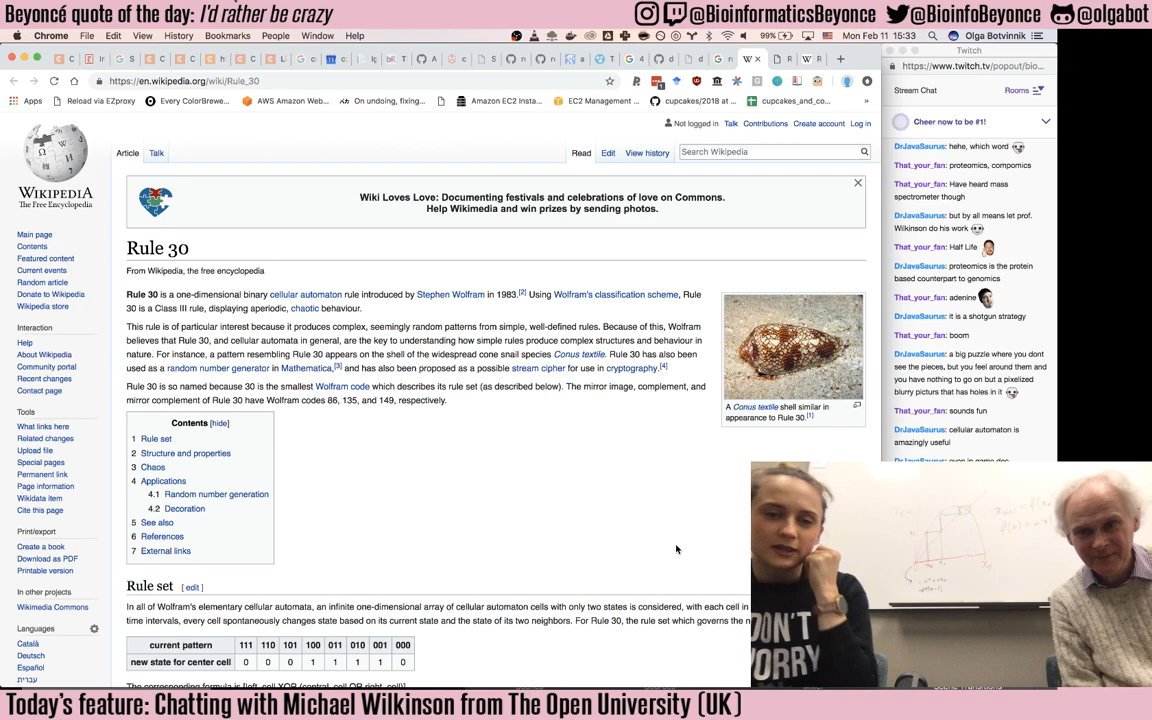 Beyoncé quote of the day: I'd rather be crazy
@BioinformaticsBeyonce @BioinfoBeyonce @olgabot
Chrome File Edit View History Bookmarks People Window Help
99% Mon Feb 11 15:33 Olga Botvinnik
https://en.wikipedia.org/wiki/Rule_30
Apps Reload via EZproxy Every ColorBrewe... AWS Amazon Web... On undoing, fixing... Amazon EC2 Insta... EC2 Management ... cupcakes/2018 at ... cupcakes_and_co... »
Not logged in Talk Contributions Create account Log in
Article Talk
Read Edit View history Search Wikipedia
WIKIPEDIA
The Free Encyclopedia
Main page
Contents
Featured content
Current events
Random article
Donate to Wikipedia
Wikipedia store
Interaction
Help
About Wikipedia
Community portal
Recent changes
Contact page
Tools
What links here
Related changes
Upload file
Special pages
Permanent link
Page information
Wikidata item
Cite this page
Print/export
Create a book
Download as PDF
Printable version
In other projects
Wikimedia Commons
Languages
Català
Deutsch
Español
עברית
Wiki Loves Love: Documenting festivals and celebrations of love on Commons.
Help Wikimedia and win prizes by sending photos.
Rule 30
From Wikipedia, the free encyclopedia
Rule 30 is a one-dimensional binary cellular automaton rule introduced by Stephen Wolfram in 1983.[2] Using Wolfram's classification scheme, Rule
30 is a Class III rule, displaying aperiodic, chaotic behaviour.
This rule is of particular interest because it produces complex, seemingly random patterns from simple, well-defined rules. Because of this, Wolfram
believes that Rule 30, and cellular automata in general, are the key to understanding how simple rules produce complex structures and behaviour in
nature. For instance, a pattern resembling Rule 30 appears on the shell of the widespread cone snail species Conus textile. Rule 30 has also been
used as a random number generator in Mathematica,[3] and has also been proposed as a possible stream cipher for use in cryptography.[4]
Rule 30 is so named because 30 is the smallest Wolfram code which describes its rule set (as described below). The mirror image, complement, and
mirror complement of Rule 30 have Wolfram codes 86, 135, and 149, respectively.
A Conus textile shell similar in
appearance to Rule 30.[1]
Contents [hide]
1 Rule set
2 Structure and properties
3 Chaos
4 Applications
4.1 Random number generation
4.2 Decoration
5 See also
6 References
7 External links
Rule set [ edit ]
In all of Wolfram's elementary cellular automata, an infinite one-dimensional array of cellular automaton cells with only two states is considered, with each cell in
time intervals, every cell spontaneously changes state based on its current state and the state of its two neighbors. For Rule 30, the rule set which governs the n
current pattern 111 110 101 100 011 010 001 000
new state for center cell 0 0 0 1 1 1 1 0
The corresponding formula is [left_cell XOR (central_cell OR right_cell)]
Twitch
https://www.twitch.tv/popout/bio...
Stream Chat Rooms
Cheer now to be #1!
DrJavaSaurus: hehe, which word
That_your_fan: proteomics, compomics
That_your_fan: Have heard mass
spectrometer though
DrJavaSaurus: but by all means let prof.
Wilkinson do his work
That_your_fan: Half Life
DrJavaSaurus: proteomics is the protein
based counterpart to genomics
That_your_fan: adenine
DrJavaSaurus: it is a shotgun strategy
That_your_fan: boom
DrJavaSaurus: a big puzzle where you dont
see the pieces, but you feel around them and
you have nothing to go on but a pixelized
blurry picture that has holes in it
That_your_fan: sounds fun
DrJavaSaurus: cellular automaton is
amazingly useful
DON'T
WORRY
Today's feature: Chatting with Michael Wilkinson from The Open University (UK)